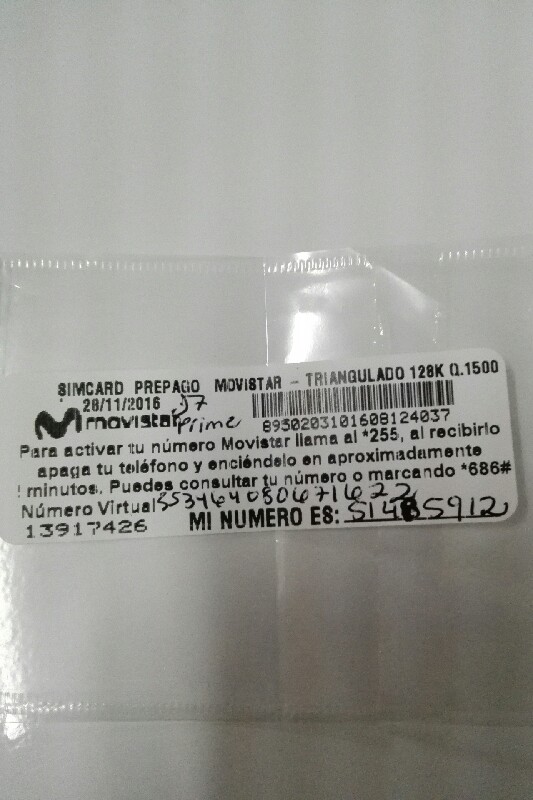 SIMCARD PREPAGO MOVISTAR - TRIANGULADO 128K Q.1500
28/11/2016 J7
movistar Prime 8950203101608124037
Para activar tu número Movistar llama al *255, al recibirlo
apaga tu teléfono y enciéndelo en aproximadamente
! minutos. Puedes consultar tu número o marcando *686#
Número Virtual 353464080671622
13917426 MI NUMERO ES: 51485912